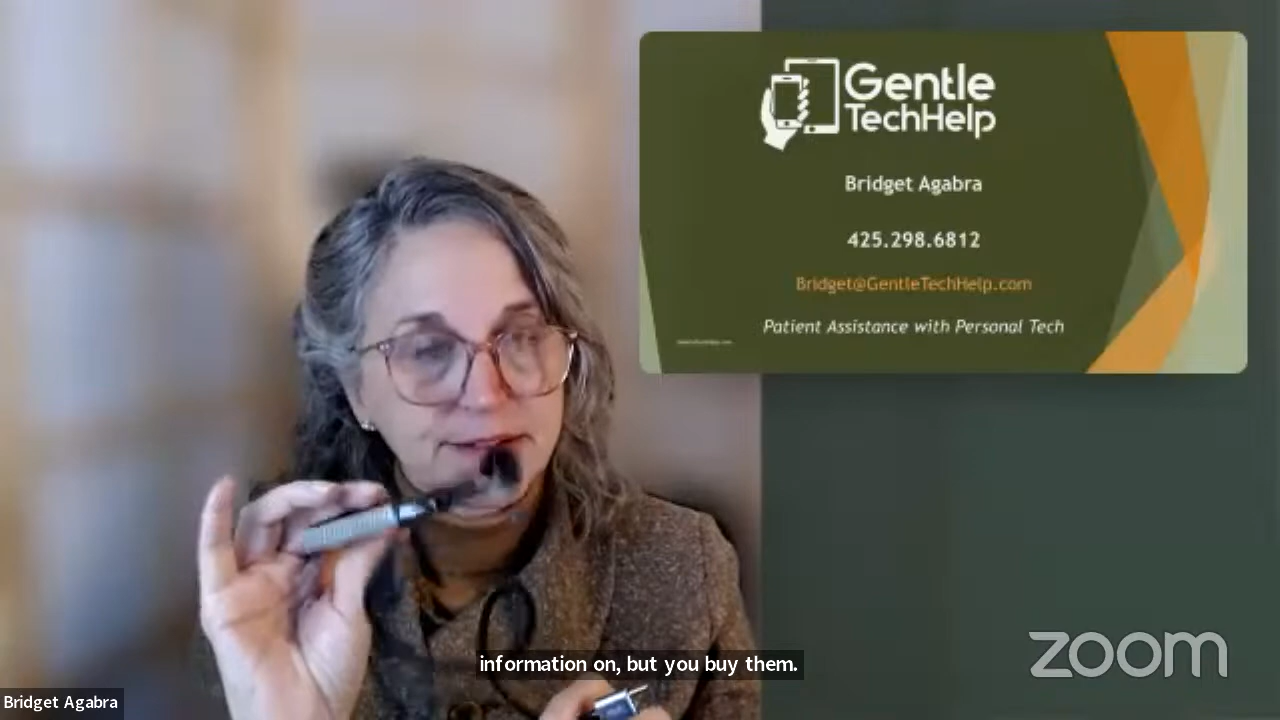 Gentle
TechHelp
Bridget Agabra
425.298.6812
Bridget@GentleTechHelp.com
Patient Assistance with Personal Tech
information on, but you buy them.
zoom
Bridget Agabra